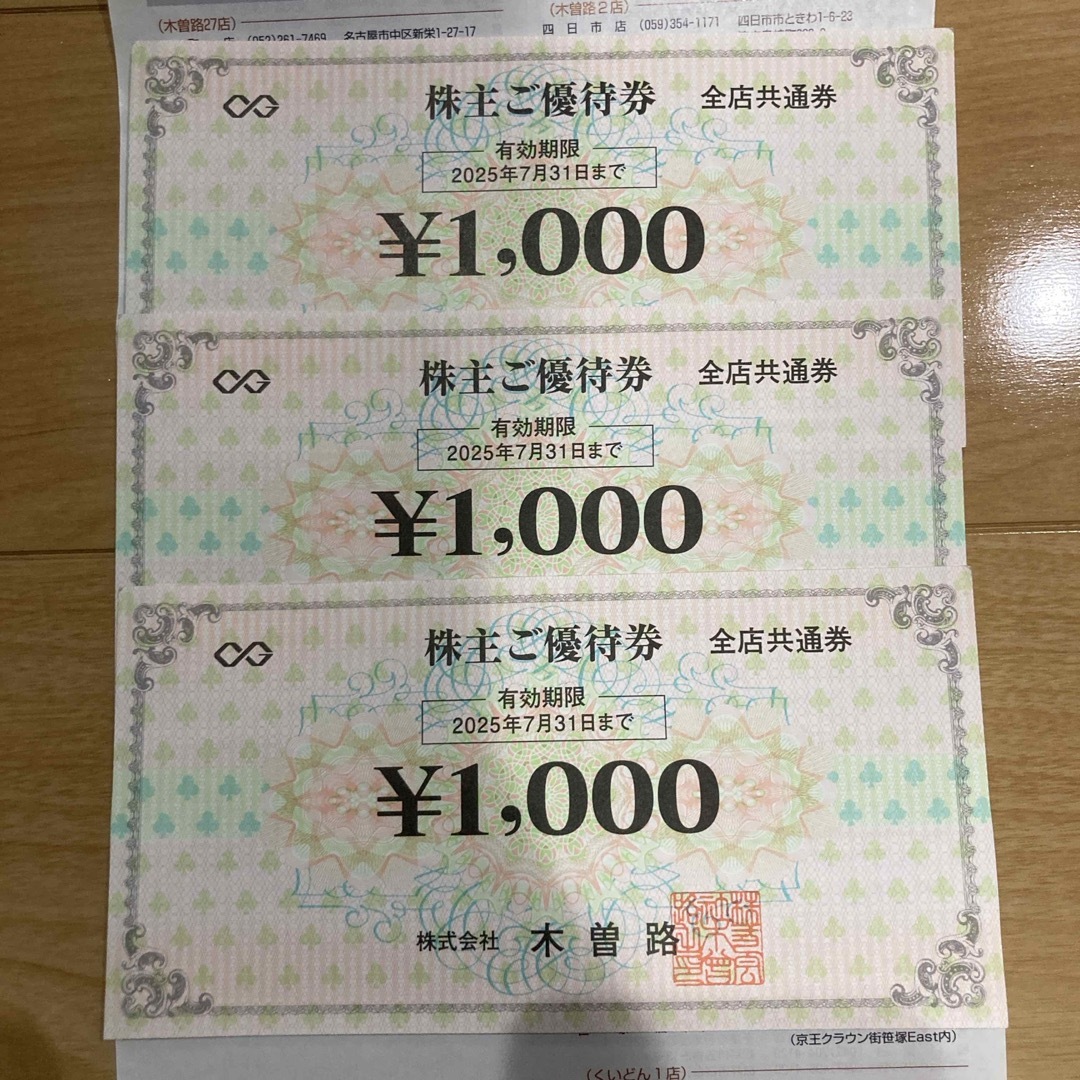 (木曽路27店)
(木曽路2店)
(052)261-7469 名古屋市中区新栄1-27-17
四日市店 (059)354-1171 四日市市ときわ1-6-23
株主ご優待券 全店共通券
有効期限
2025年7月31日まで
¥1,000
株主ご優待券 全店共通券
有効期限
2025年7月31日まで
¥1,000
株主ご優待券 全店共通券
有効期限
2025年7月31日まで
¥1,000
株式会社 木曽路
(京王クラウン街笹塚East内)
(くいどん1店)